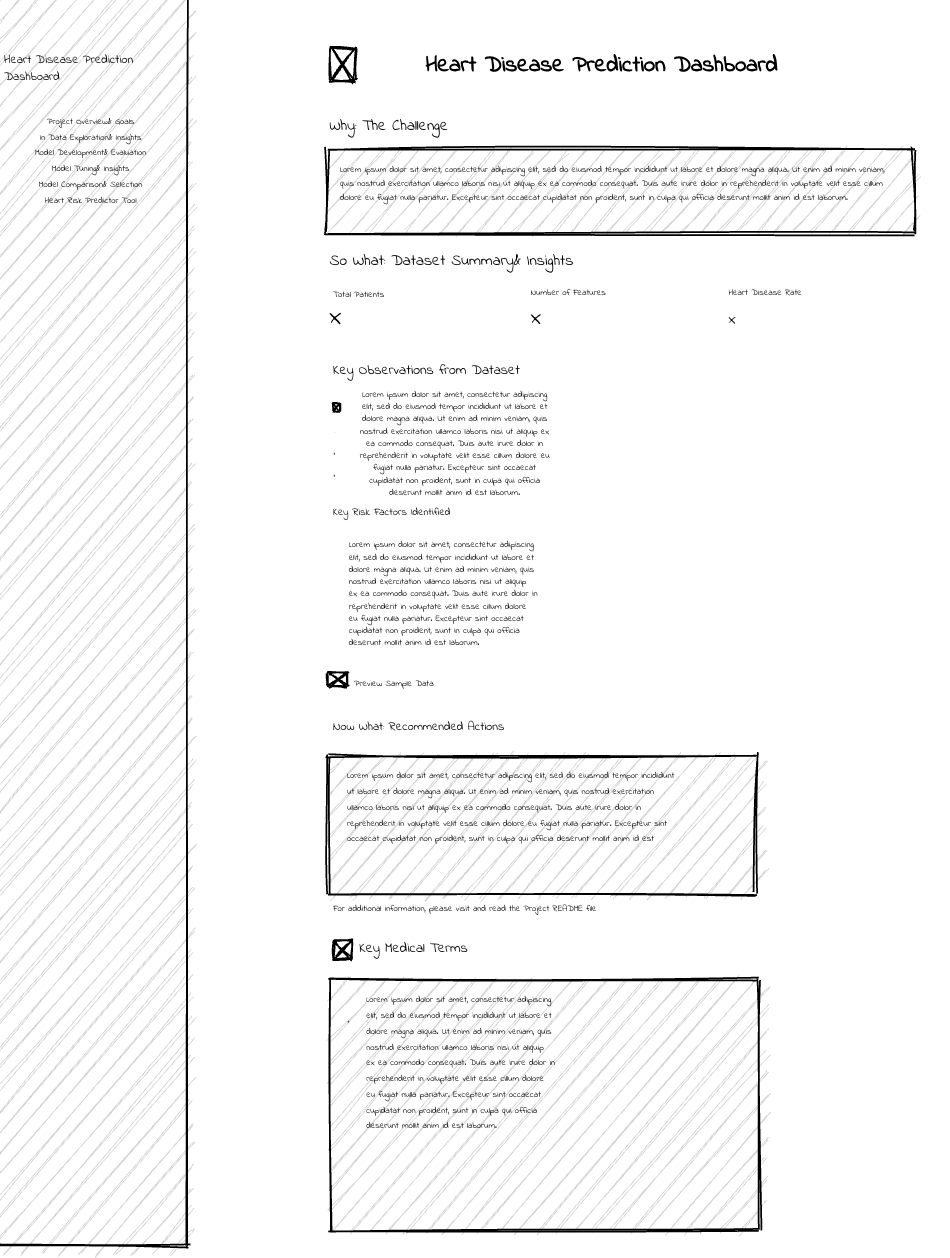 Heart Disease Prediction
Dashboard
Project Overview& Goals
in Data Exploration& Insights
Model Development& Evaluation
Model Tuning& Insights
Model Comparison& Selection
Heart Risk Predictor Tool
Heart Disease Prediction Dashboard
Why: The Challenge
Lorem ipsum dolor sit amet, consectetur adipiscing elit, sed do eiusmod tempor incididunt ut labore et dolore magna aliqua. Ut enim ad minim veniam,
quis nostrud exercitation ullamco laboris nisi ut aliquip ex ea commodo consequat. Duis aute irure dolor in reprehenderit in voluptate velit esse cillum
dolore eu fugiat nulla pariatur. Excepteur sint occaecat cupidatat non proident, sunt in culpa qui officia deserunt mollit anim id est laborum.
So What: Dataset Summary& Insights
Total Patients
Number of Features
Heart Disease Rate
Key Observations from Dataset
Lorem ipsum dolor sit amet, consectetur adipiscing
elit, sed do eiusmod tempor incididunt ut labore et
dolore magna aliqua. Ut enim ad minim veniam, quis
nostrud exercitation ullamco laboris nisi ut aliquip ex
ea commodo consequat. Duis aute irure dolor in
reprehenderit in voluptate velit esse cillum dolore eu
fugiat nulla pariatur. Excepteur sint occaecat
cupidatat non proident, sunt in culpa qui officia
deserunt mollit anim id est laborum.
Key Risk Factors Identified
Lorem ipsum dolor sit amet, consectetur adipiscing
elit, sed do eiusmod tempor incididunt ut labore et
dolore magna aliqua. Ut enim ad minim veniam, quis
nostrud exercitation ullamco laboris nisi ut aliquip
ex ea commodo consequat. Duis aute irure dolor in
reprehenderit in voluptate velit esse cillum dolore
eu fugiat nulla pariatur. Excepteur sint occaecat
cupidatat non proident, sunt in culpa qui officia
deserunt mollit anim id est laborum.
Preview Sample Data
Now What: Recommended Actions
Lorem ipsum dolor sit amet, consectetur adipiscing elit, sed do eiusmod tempor incididunt
ut labore et dolore magna aliqua. Ut enim ad minim veniam, quis nostrud exercitation
ullamco laboris nisi ut aliquip ex ea commodo consequat. Duis aute irure dolor in
reprehenderit in voluptate velit esse cillum dolore eu fugiat nulla pariatur. Excepteur sint
occaecat cupidatat non proident, sunt in culpa qui officia deserunt mollit anim id est
For additional information, please visit and read the Project README file
Key Medical Terms
Lorem ipsum dolor sit amet, consectetur adipiscing
elit, sed do eiusmod tempor incididunt ut labore et
dolore magna aliqua. Ut enim ad minim veniam, quis
nostrud exercitation ullamco laboris nisi ut aliquip
ex ea commodo consequat. Duis aute irure dolor in
reprehenderit in voluptate velit esse cillum dolore
eu fugiat nulla pariatur. Excepteur sint occaecat
cupidatat non proident, sunt in culpa qui officia
deserunt mollit anim id est laborum.